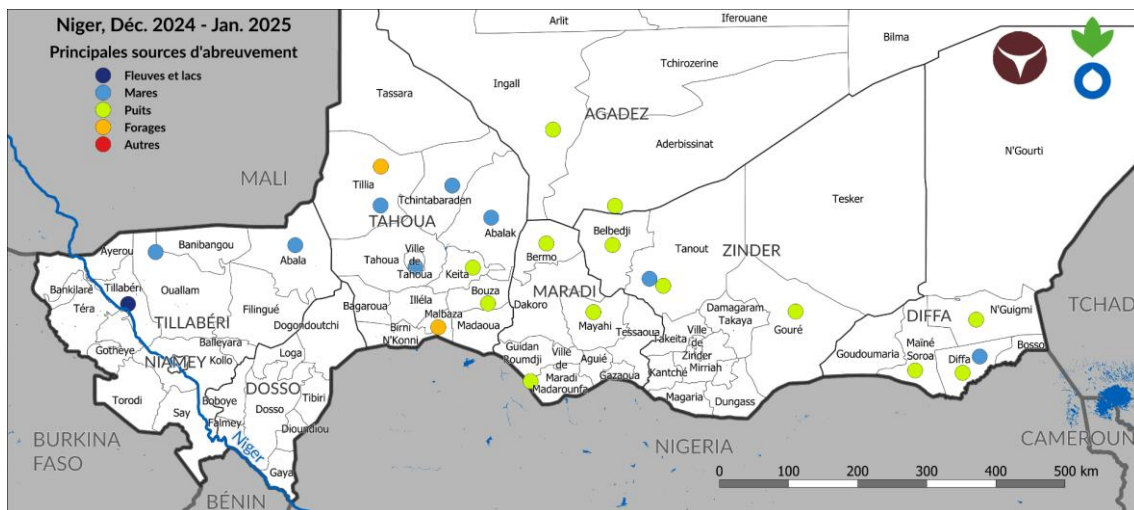 Niger, Déc. 2024 - Jan. 2025
Principales sources d'abreuvement
Fleuves et lacs
Mares
Puits
Forages
Autres
Arlit
Iferouane
Bilma
Tchirozerine
Ingall
Tassara
AGADEZ
Aderbissinat
N'Gourti
MALI
Tillia
Tchintabaraden
Tesker
TAHOUA
Abalak
Belbedji
Tanout
ZINDER
Ayerou
Banibangou
Abala
Tahoua
Ville
de
Tahoua
Keita
Bermo
Bankilaré
Tillabéri
Ouallam
Téra
Filingué
Bagaroua
Illéla
Bouza
Malbaza
Madaoua
Dakoro
MARADI
Mayahi
Tessaoua
Damagaram
Takaya
Gouré
DIFFA
N'Guigmi
TCHAD
TILLABÉRI
Dogondoutchi
Birni
N'Konni
Takeita
Ville
de
Zinder
Mirriah
Goudoumaria
Maïné
Soroa
Diffa
Bosso
Gotheye
Balleyara
NIAMEY
Kollo
Loga
Guidan
Roumdji
Ville
de
Maradi
Madarounfa
Aguié
Gazaoua
Kantché
Magaria
Dungass
Torodi
Say
Boboye
DOSSO
Dosso
Tibiri
Falmey
Dioundiou
Niger
Gaya
BURKINA
FASO
BÉNIN
NIGERIA
CAMEROUN
0 100 200 300 400 500 km